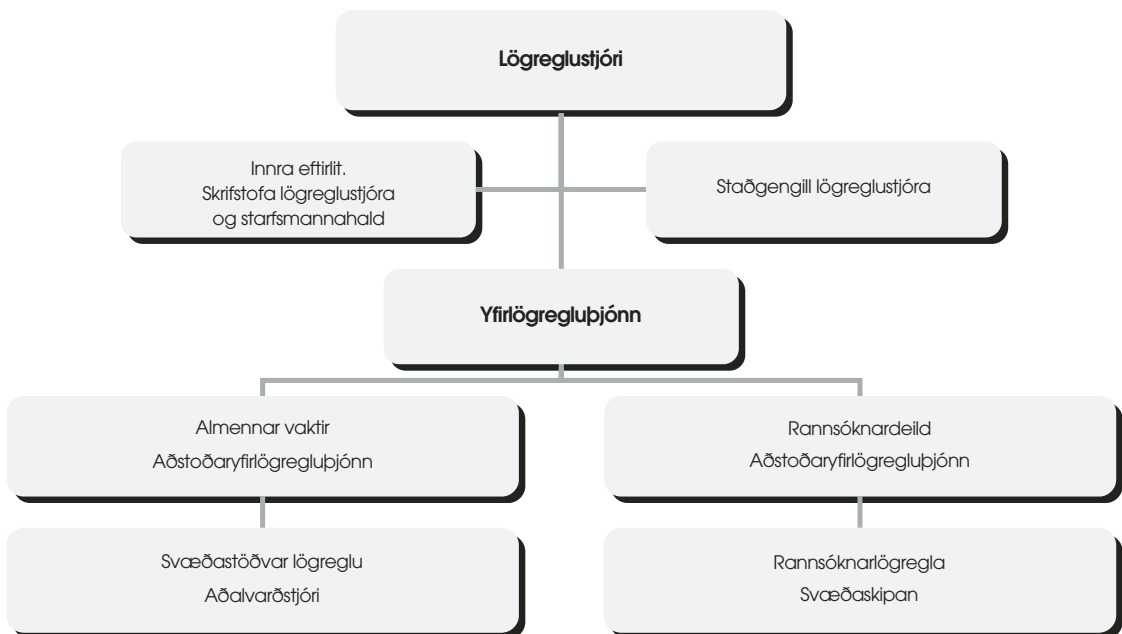 Lögreglustjóri
Innra eftirlit.
Skrifstofa lögreglustjóra
og starfsmannahald
Staðgengill lögreglustjóra
Yfirlögregluþjónn
Almennar vaktir
Aðstoðaryfirlögregluþjónn
Rannsóknardeild
Aðstoðaryfirlögregluþjónn
Svæðastöðvar lögreglu
Aðalvarðstjóri
Rannsóknarlögregla
Svæðaskipan